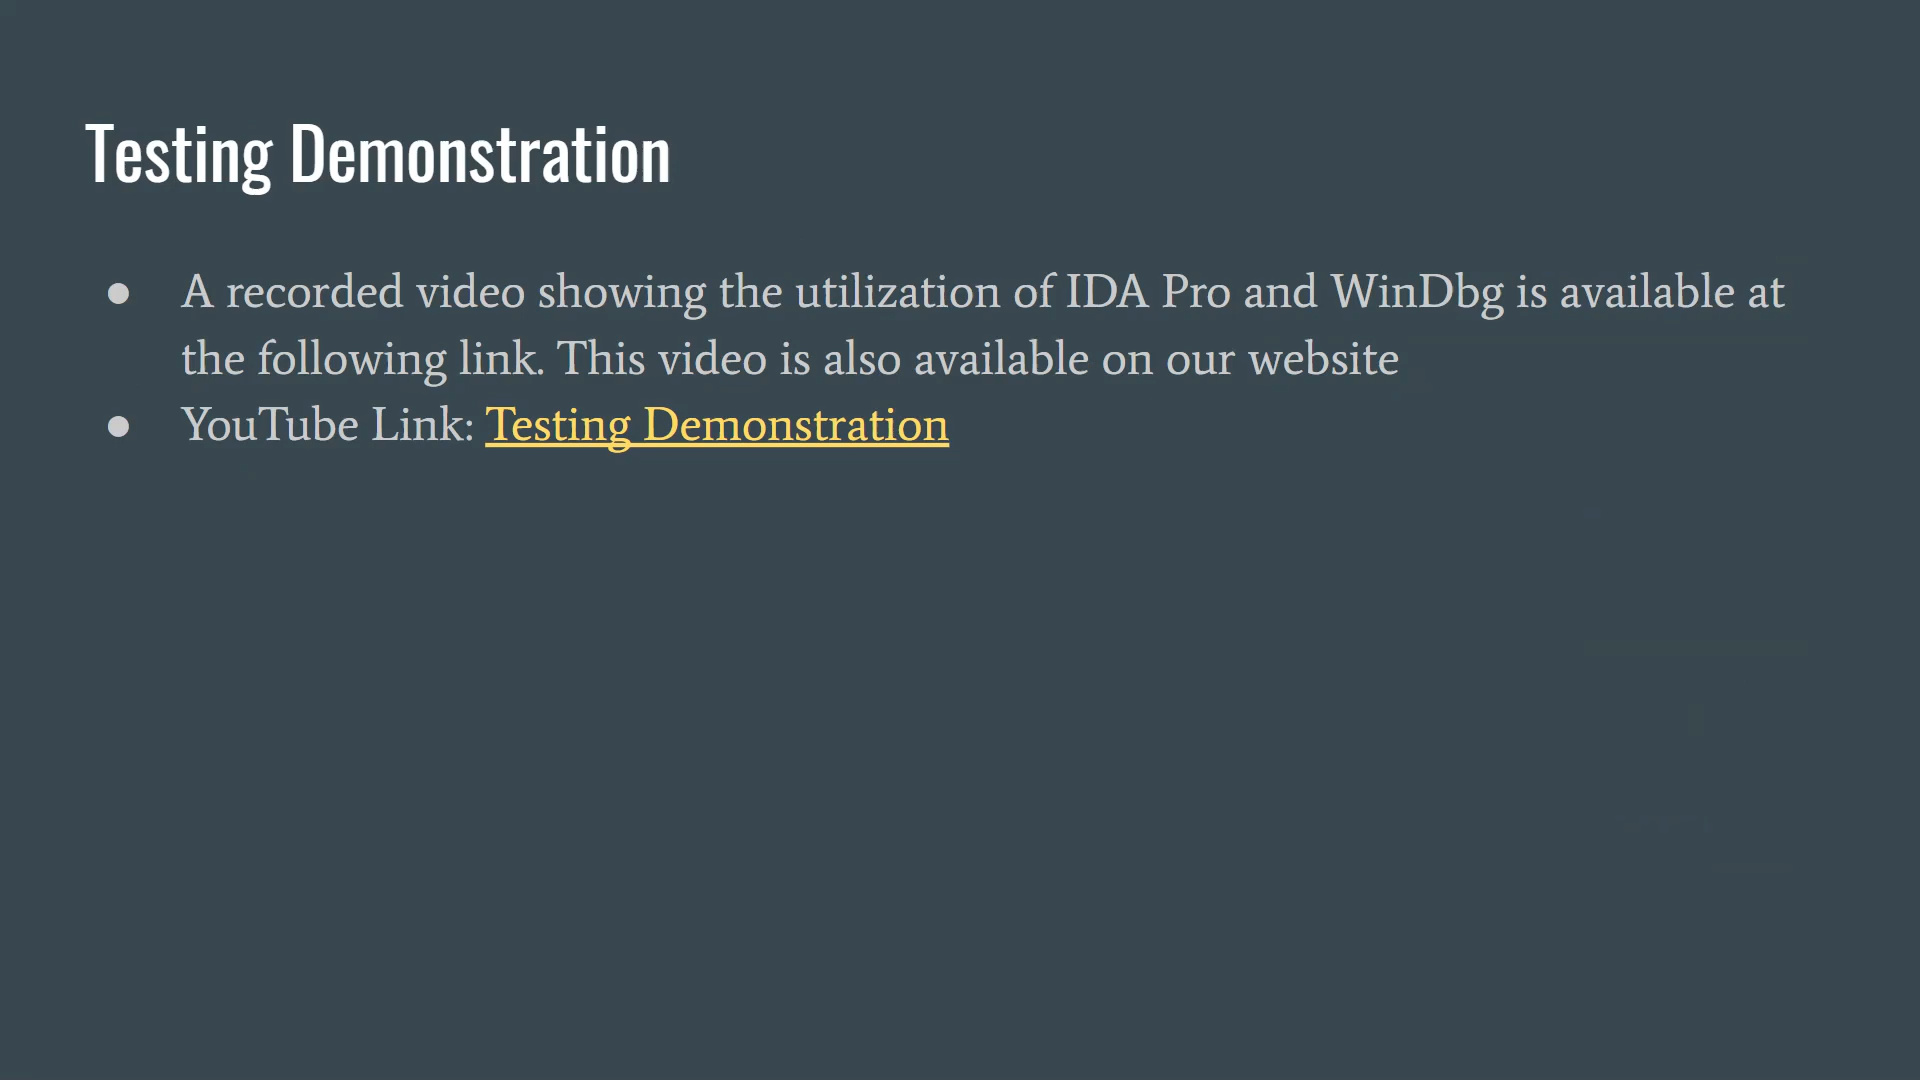 Testing Demonstration
● A recorded video showing the utilization of IDA Pro and WinDbg is available at
the following link. This video is also available on our website
● YouTube Link: Testing Demonstration